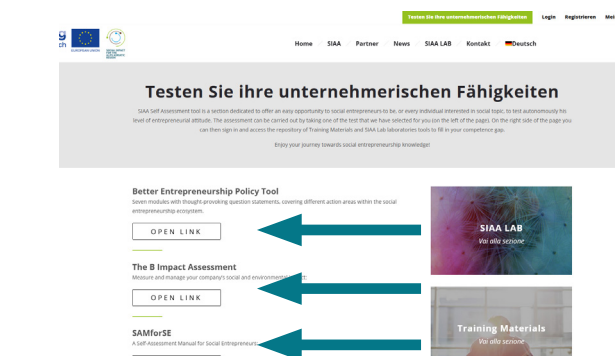 Testen Sie ihre unternehmerischen Fähigkeiten Login Registrieren
EUROPEAN UNION
Home SIAA Partner News SIAA LAB Kontakt Deutsch
Testen Sie ihre unternehmerischen Fähigkeiten
SIAA Self Assessment tool is a section dedicated to offer an easy opportunity to social entrepreneurs to be, or every individual interested in social topic, to test autonomously his
level of entrepreneurial attitude. The assessment can be carried out by taking one of the test that we have selected for you (on the left of the page). On the right side of the page you
can then sign in and access the repository of Training Materials and SIAA Lab laboratories tools to fill in your competence gap.
Enjoy your journey towards social entrepreneurship knowledge!
Better Entrepreneurship Policy Tool
Seven modules with thought-provoking question statements, covering different action areas within the social
entrepreneurship ecosystem.
OPEN LINK
SIAA LAB
Vai alla sezione
The B Impact Assessment
Measure and manage your company's social and environmental
OPEN LINK
SAMforSE
A Self-Assessment Manual for Social Entrepreneurs
Training Materials
Vai alla sezione